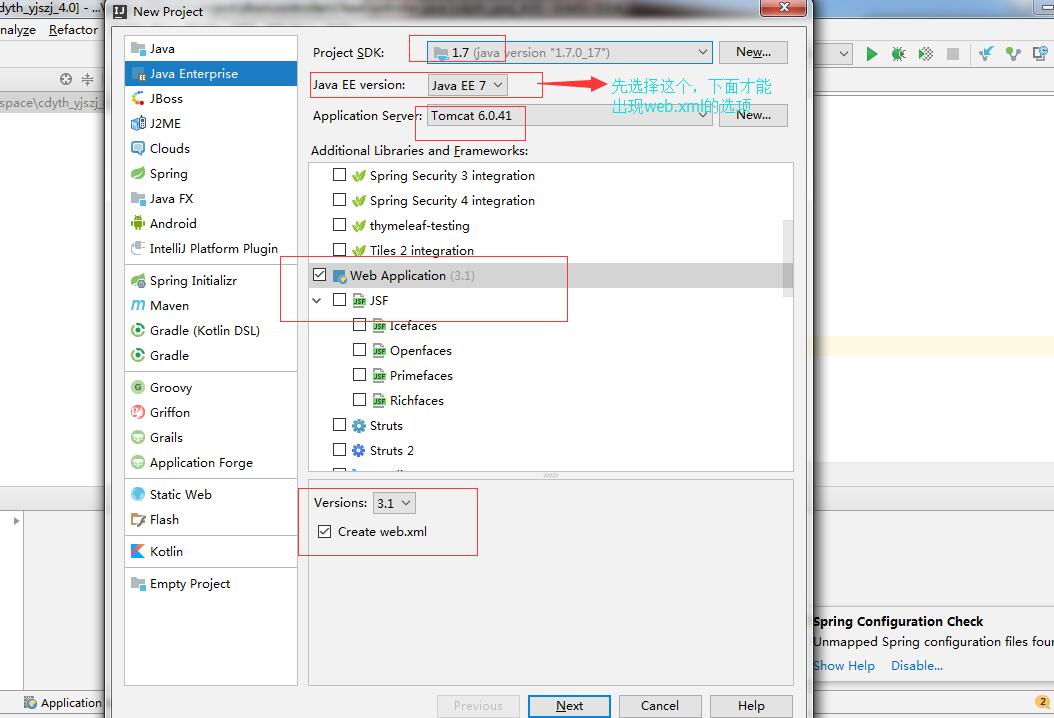 dyth_yjszj_4.0] - ...\
New Project
nalyze Refactor
space\cdyth_yjszj_
Java
Java Enterprise
JBoss
J2ME
Clouds
Spring
Java FX
Android
IntelliJ Platform Plugin
Spring Initializr
Maven
Gradle (Kotlin DSL)
Gradle
Groovy
Griffon
Grails
Application Forge
Static Web
Flash
Kotlin
Empty Project
Project SDK: 1.7 (java version "1.7.0_17") New...
Java EE version: Java EE 7
先选择这个，下面才能
出现web.xml的选项
Application Server: Tomcat 6.0.41 New...
Additional Libraries and Frameworks:
Spring Security 3 integration
Spring Security 4 integration
thymeleaf-testing
Tiles 2 integration
Web Application (3.1)
JSF
Icefaces
Openfaces
Primefaces
Richfaces
Struts
Struts 2
Versions: 3.1
Create web.xml
Previous Next Cancel Help
Spring Configuration Check
Unmapped Spring configuration files four
Show Help Disable...
Application
2